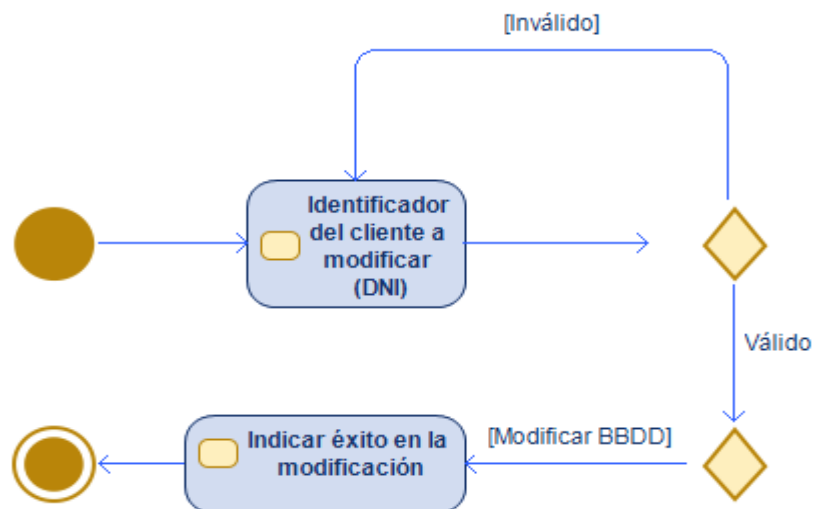 [Inválido]
Identificador
del cliente a
modificar
(DNI)
Válido
[Modificar BBDD]
Indicar éxito en la
modificación